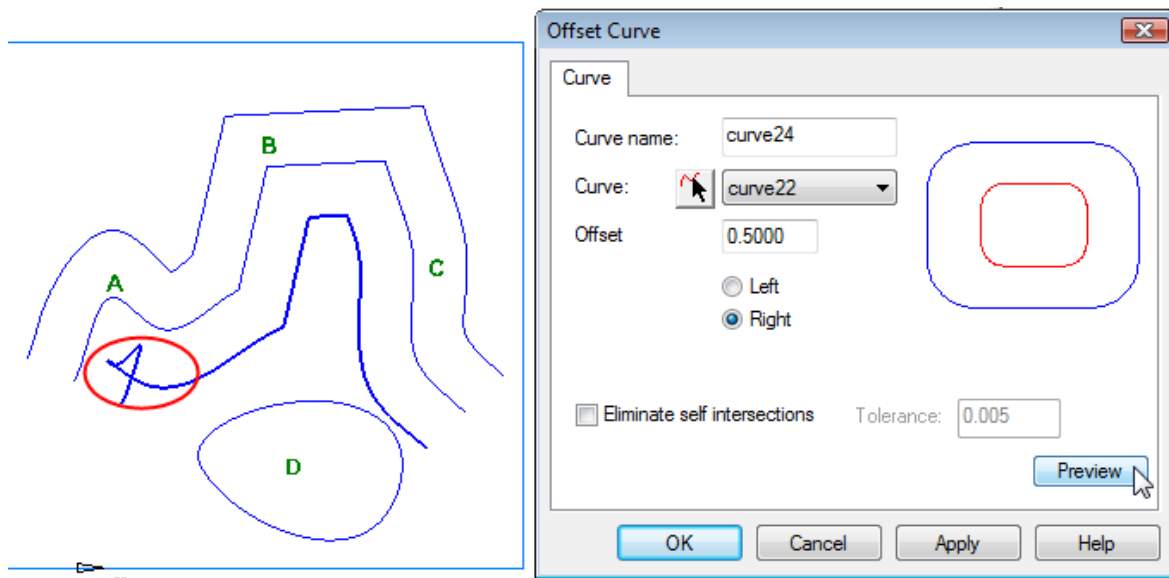 A
B
C
D
Offset Curve
Curve
Curve name: curve24
Curve: curve22
Offset 0.5000
Left
Right
Eliminate self intersections Tolerance: 0.005
Preview
OK Cancel Apply Help